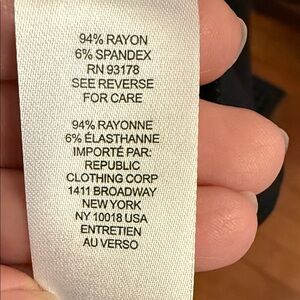 94% RAYON
6% SPANDEX
RN 93178
SEE REVERSE
FOR CARE
94% RAYONNE
6% ÉLASTHANNE
IMPORTÉ PAR:
REPUBLIC
CLOTHING CORP
1411 BROADWAY
NEW YORK
NY 10018 USA
ENTRETIEN
AU VERSO